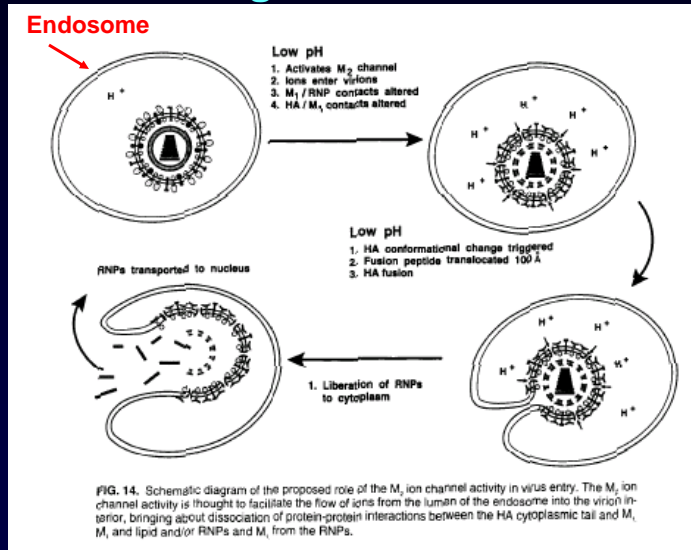 Endosome
Low pH
1. Activates M2 channel
2. Ions enter virions
3. M1/RNP contacts altered
4. HA/M1 contacts altered
H+
H+
H+
H+
H+
H+
H+
Low pH
1. HA conformational change triggered
2. Fusion peptide translocated 100 Å
3. HA fusion
RNPs transported to nucleus
H+
H+
H+
H+
H+
1. Liberation of RNPs
to cytoplasm
FIG. 14. Schematic diagram of the proposed role of the M2 ion channel activity in virus entry. The M2 ion
channel activity is thought to facilitate the flow of ions from the lumen of the endosome into the virion in-
terior, bringing about dissociation of protein-protein interactions between the HA cytoplasmic tail and M1,
M1 and lipid and/or RNPs and M1 from the RNPs.